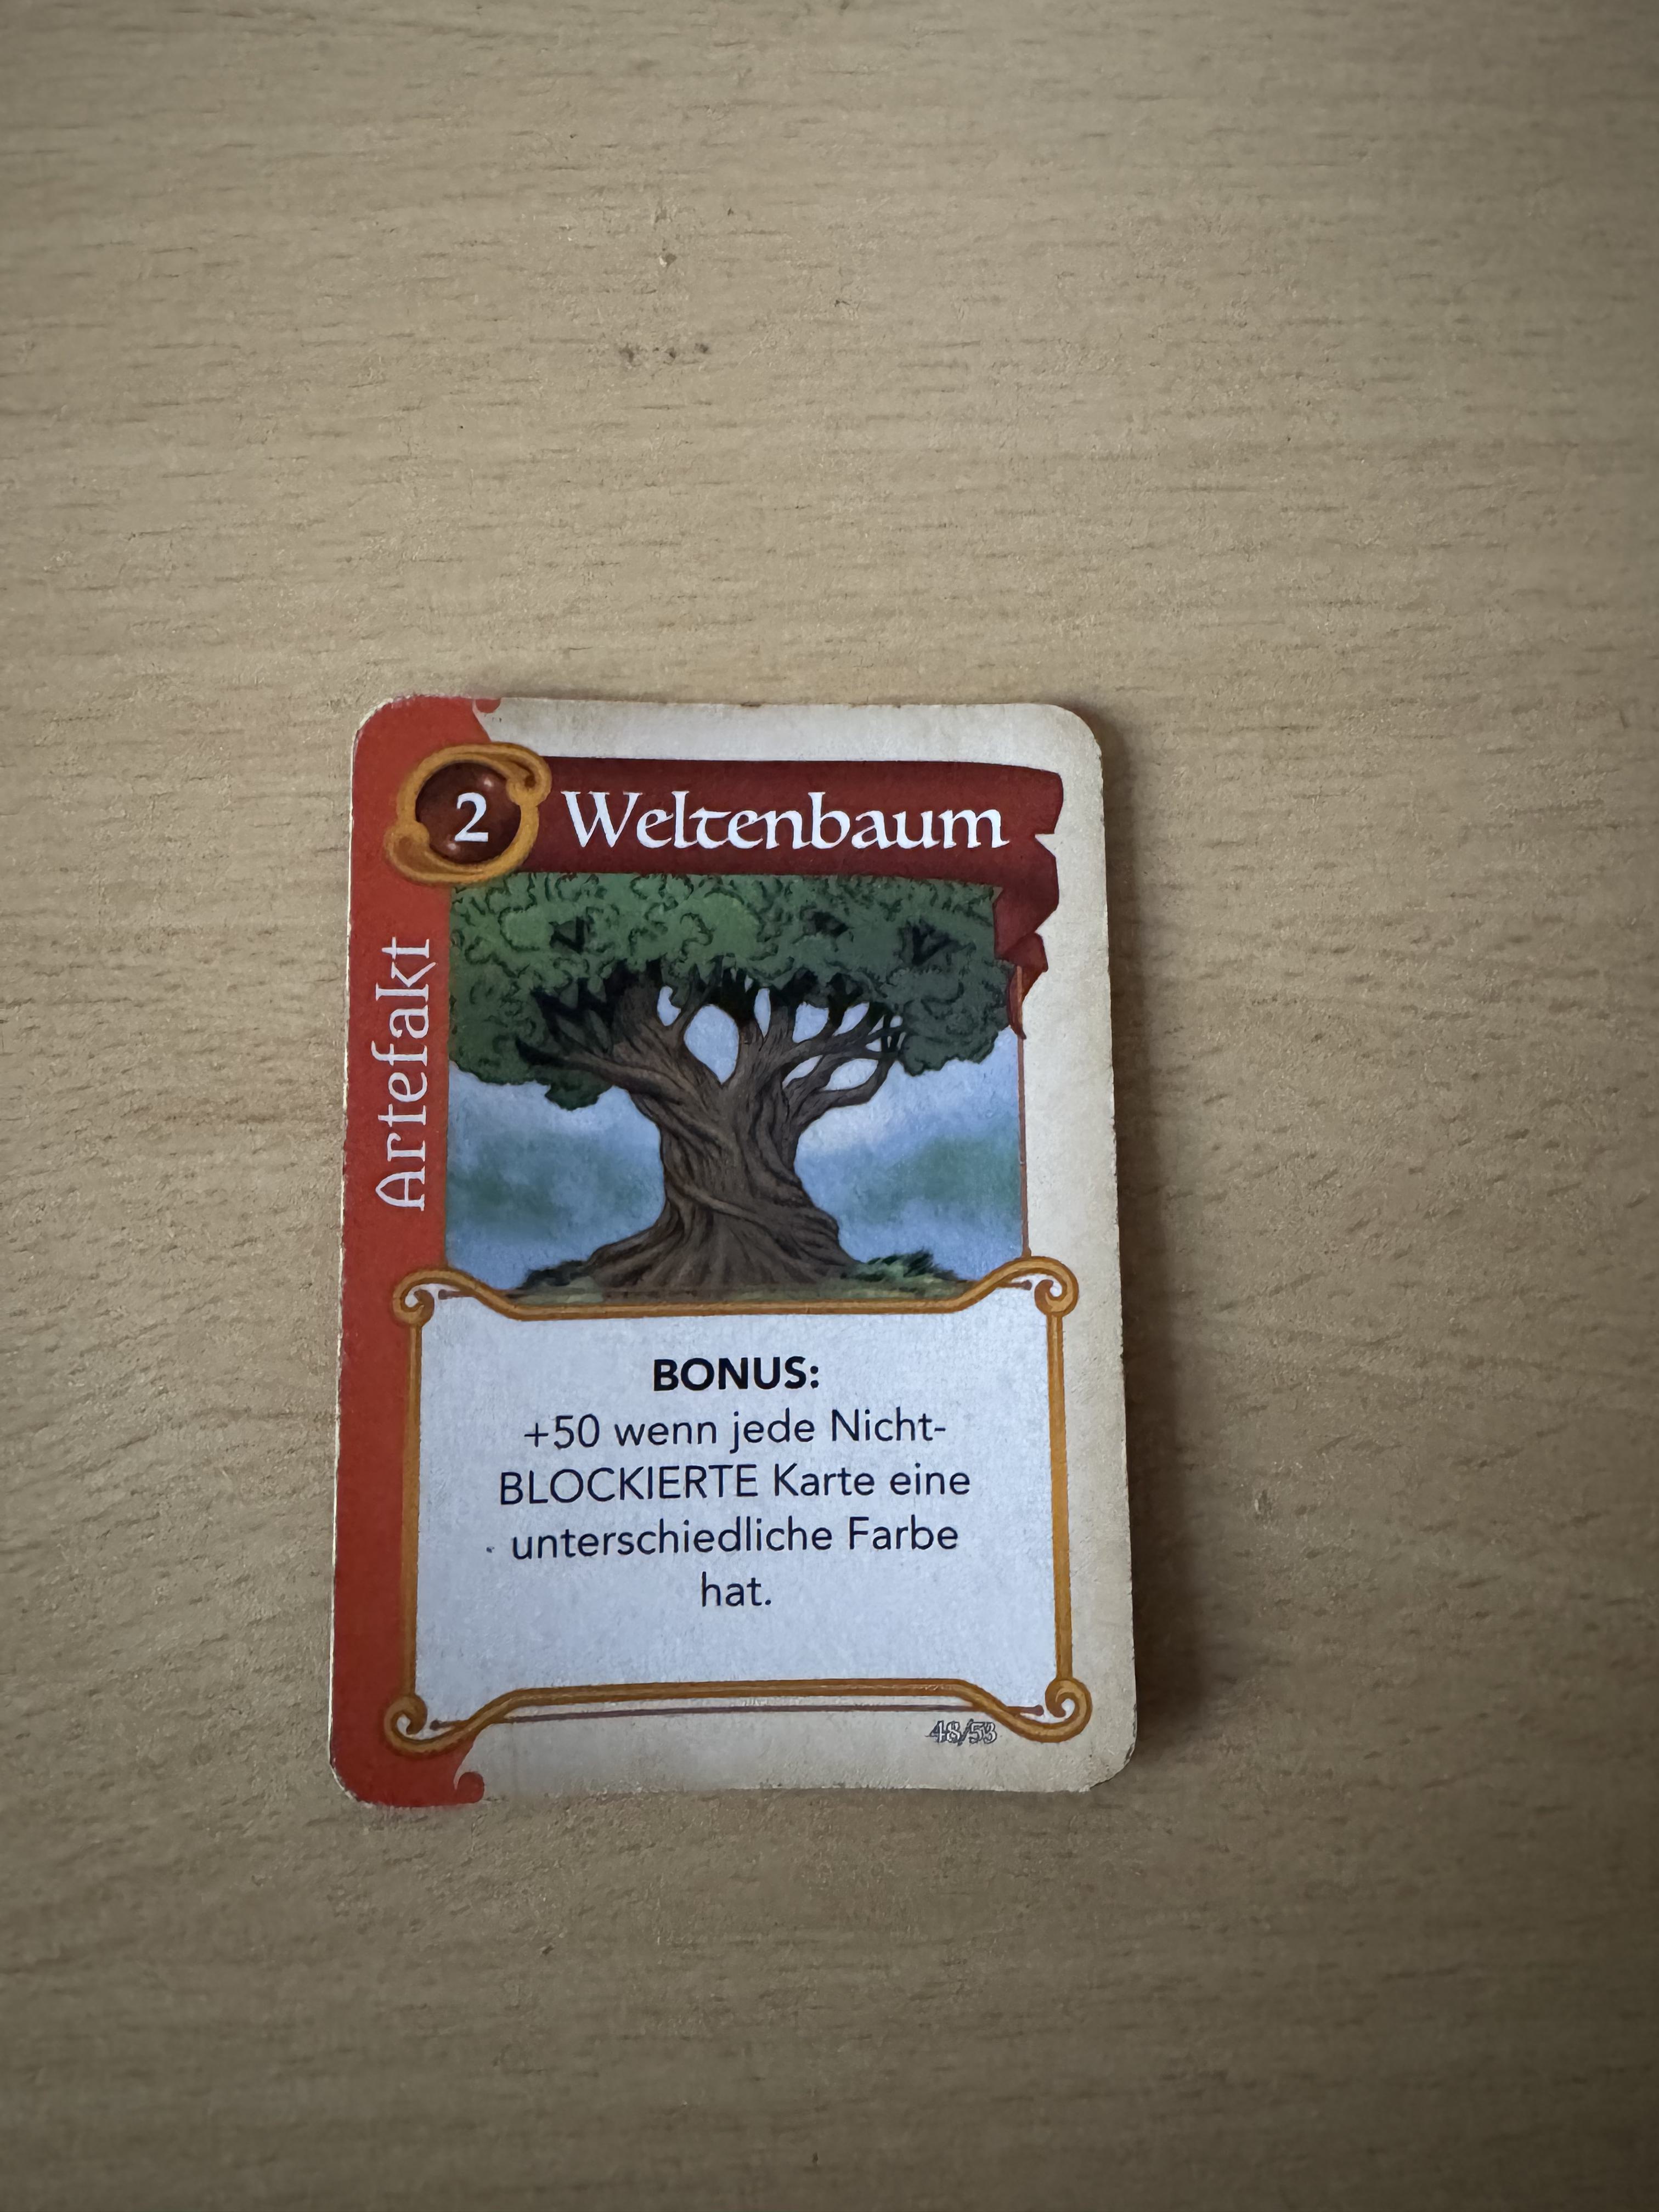 2 Weltenbaum
Artefakt
BONUS:
+50 wenn jede Nicht-
BLOCKIERTE Karte eine
unterschiedliche Farbe
hat.
48/53